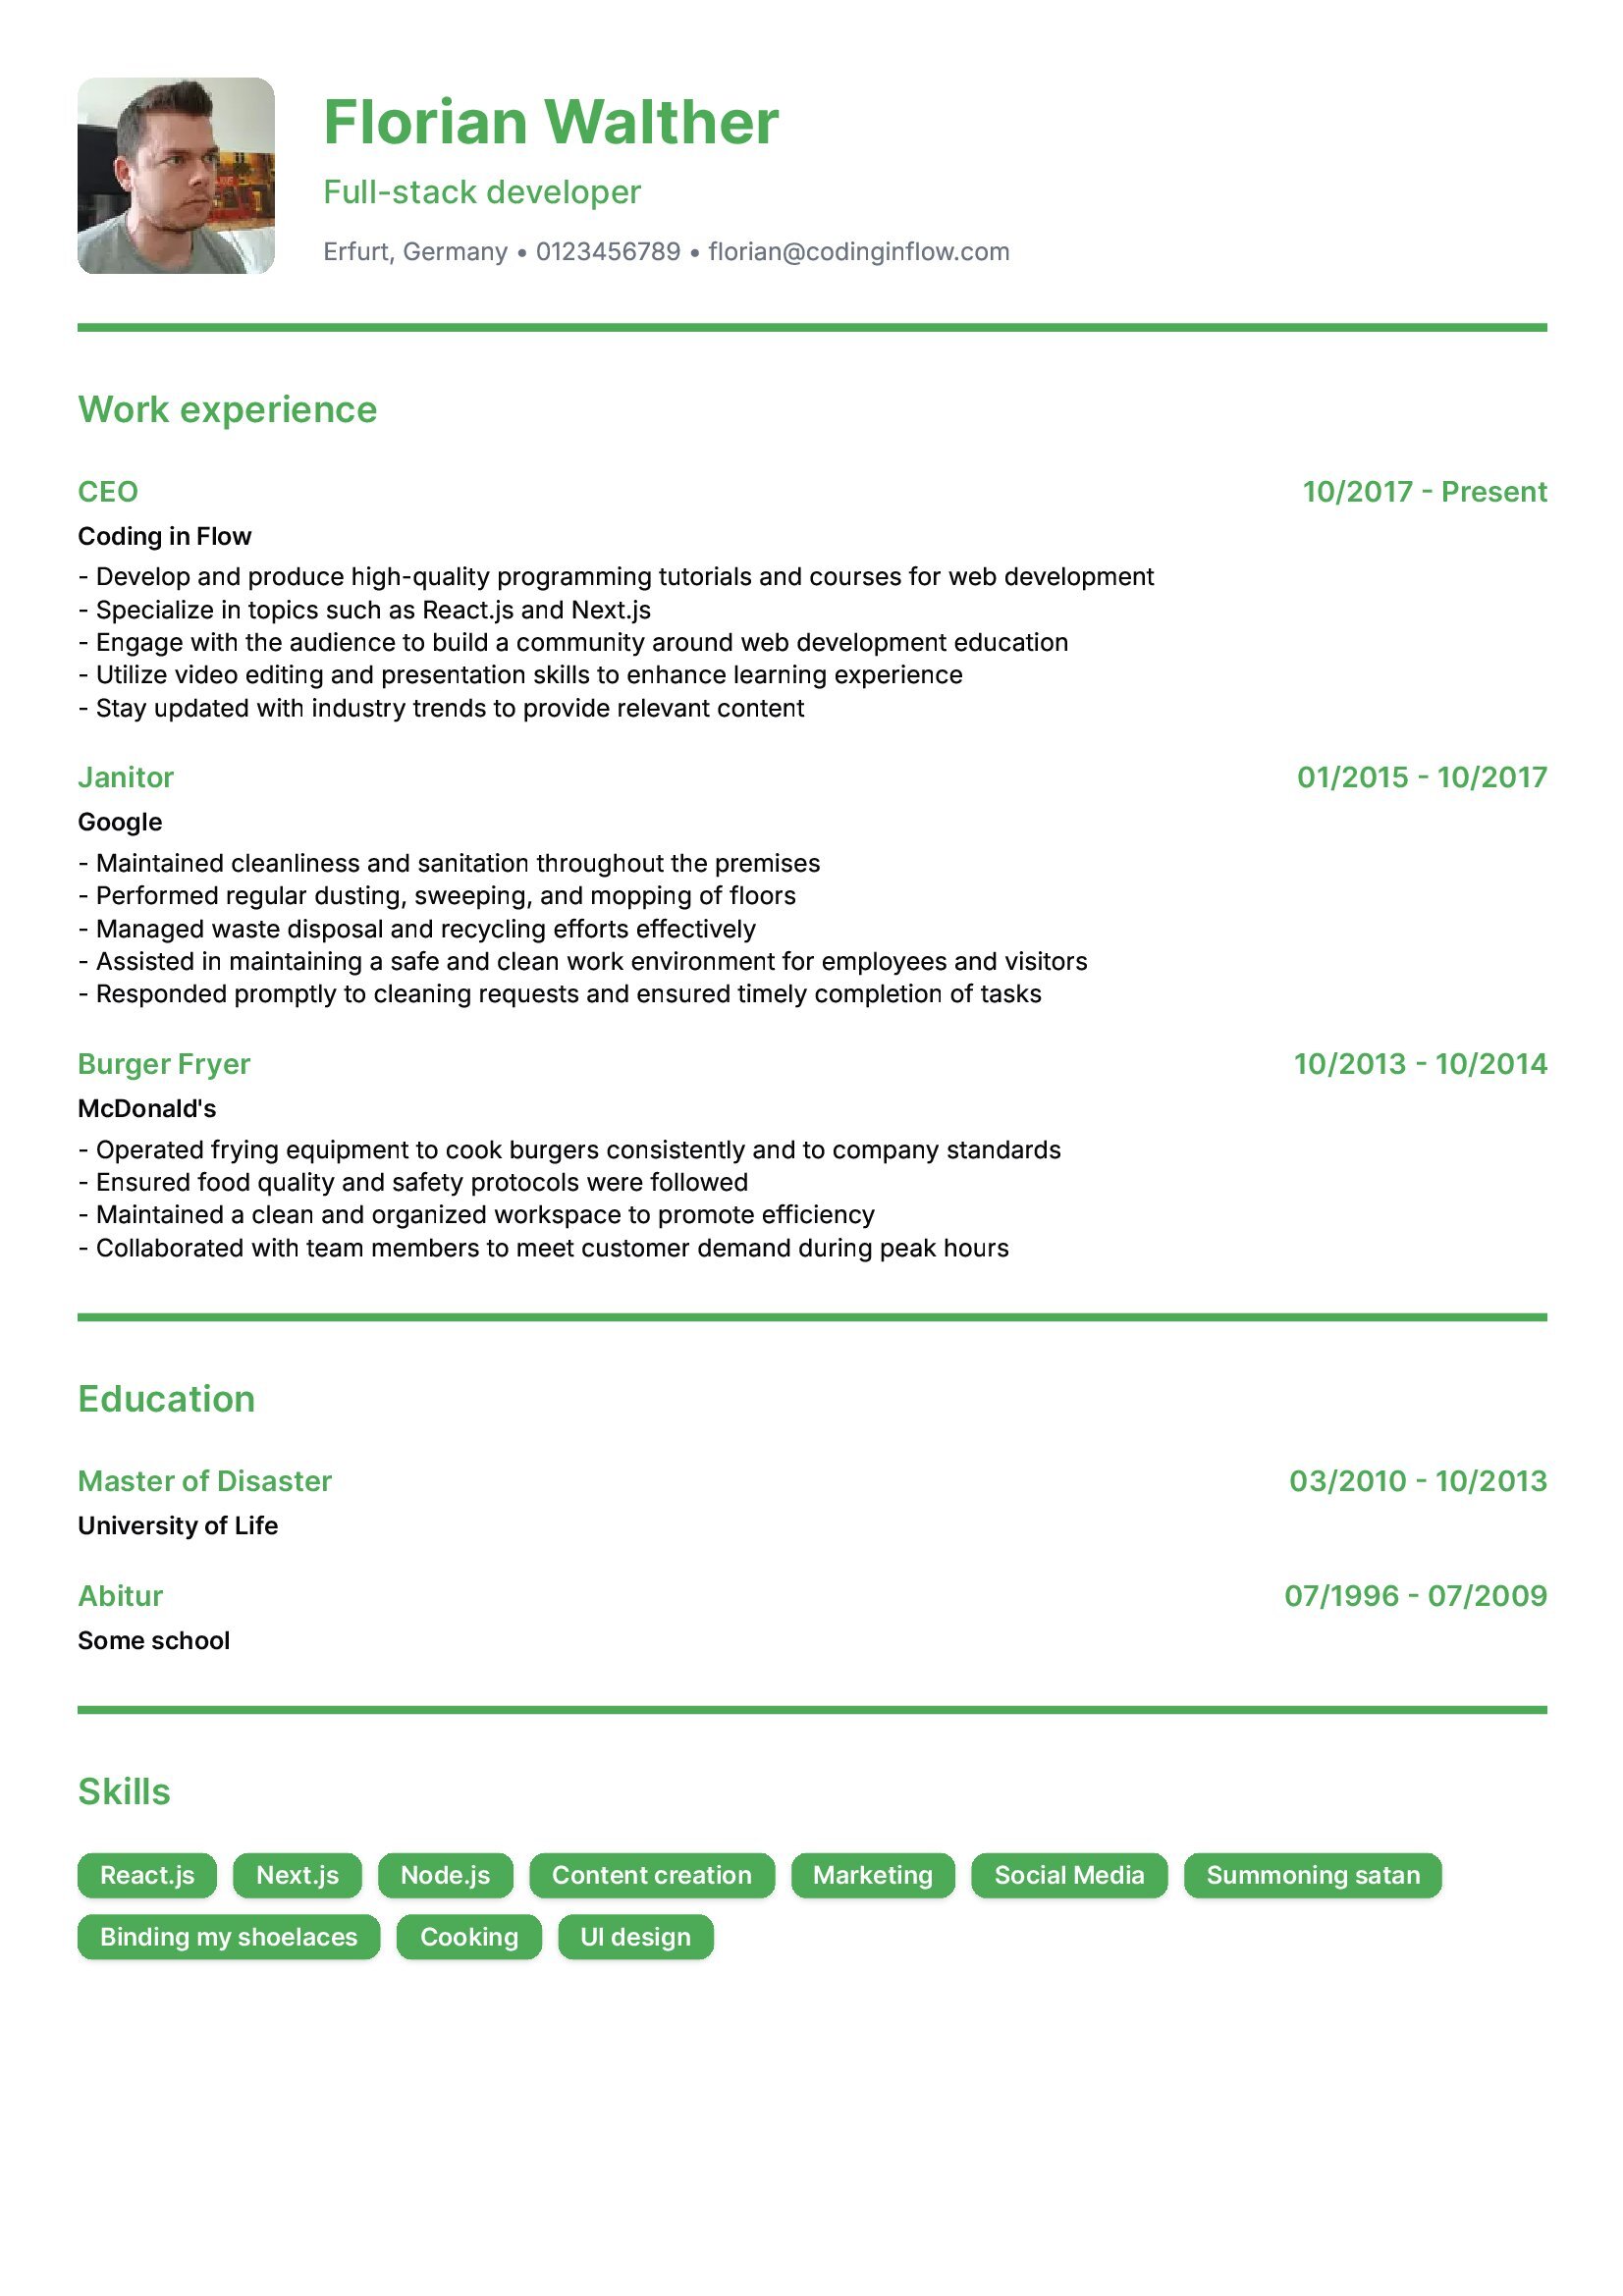 Florian Walther
Full-stack developer
Erfurt, Germany • 0123456789 • florian@codinginflow.com
Work experience
CEO 10/2017 - Present
Coding in Flow
- Develop and produce high-quality programming tutorials and courses for web development
- Specialize in topics such as React.js and Next.js
- Engage with the audience to build a community around web development education
- Utilize video editing and presentation skills to enhance learning experience
- Stay updated with industry trends to provide relevant content
Janitor 01/2015 - 10/2017
Google
- Maintained cleanliness and sanitation throughout the premises
- Performed regular dusting, sweeping, and mopping of floors
- Managed waste disposal and recycling efforts effectively
- Assisted in maintaining a safe and clean work environment for employees and visitors
- Responded promptly to cleaning requests and ensured timely completion of tasks
Burger Fryer 10/2013 - 10/2014
McDonald's
- Operated frying equipment to cook burgers consistently and to company standards
- Ensured food quality and safety protocols were followed
- Maintained a clean and organized workspace to promote efficiency
- Collaborated with team members to meet customer demand during peak hours
Education
Master of Disaster 03/2010 - 10/2013
University of Life
Abitur 07/1996 - 07/2009
Some school
Skills
React.js Next.js Node.js Content creation Marketing Social Media Summoning satan
Binding my shoelaces Cooking UI design